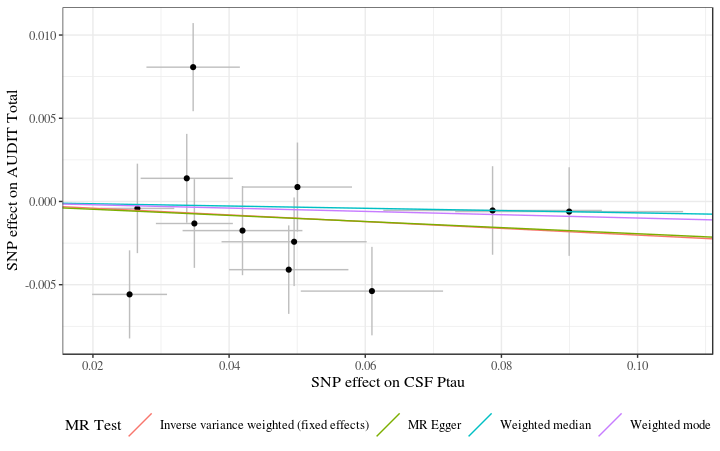 0.010
0.005
0.000
-0.005
SNP effect on AUDIT Total
0.02 0.04 0.06 0.08 0.10
SNP effect on CSF Ptau
MR Test Inverse variance weighted (fixed effects) MR Egger Weighted median Weighted mode